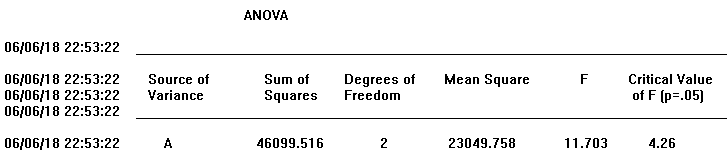 ANOVA
06/06/18 22:53:22
06/06/18 22:53:22 Source of Sum of Degrees of Mean Square F Critical Value
06/06/18 22:53:22 Variance Squares Freedom of F (p=.05)
06/06/18 22:53:22
06/06/18 22:53:22 A 46099.516 2 23049.758 11.703 4.26